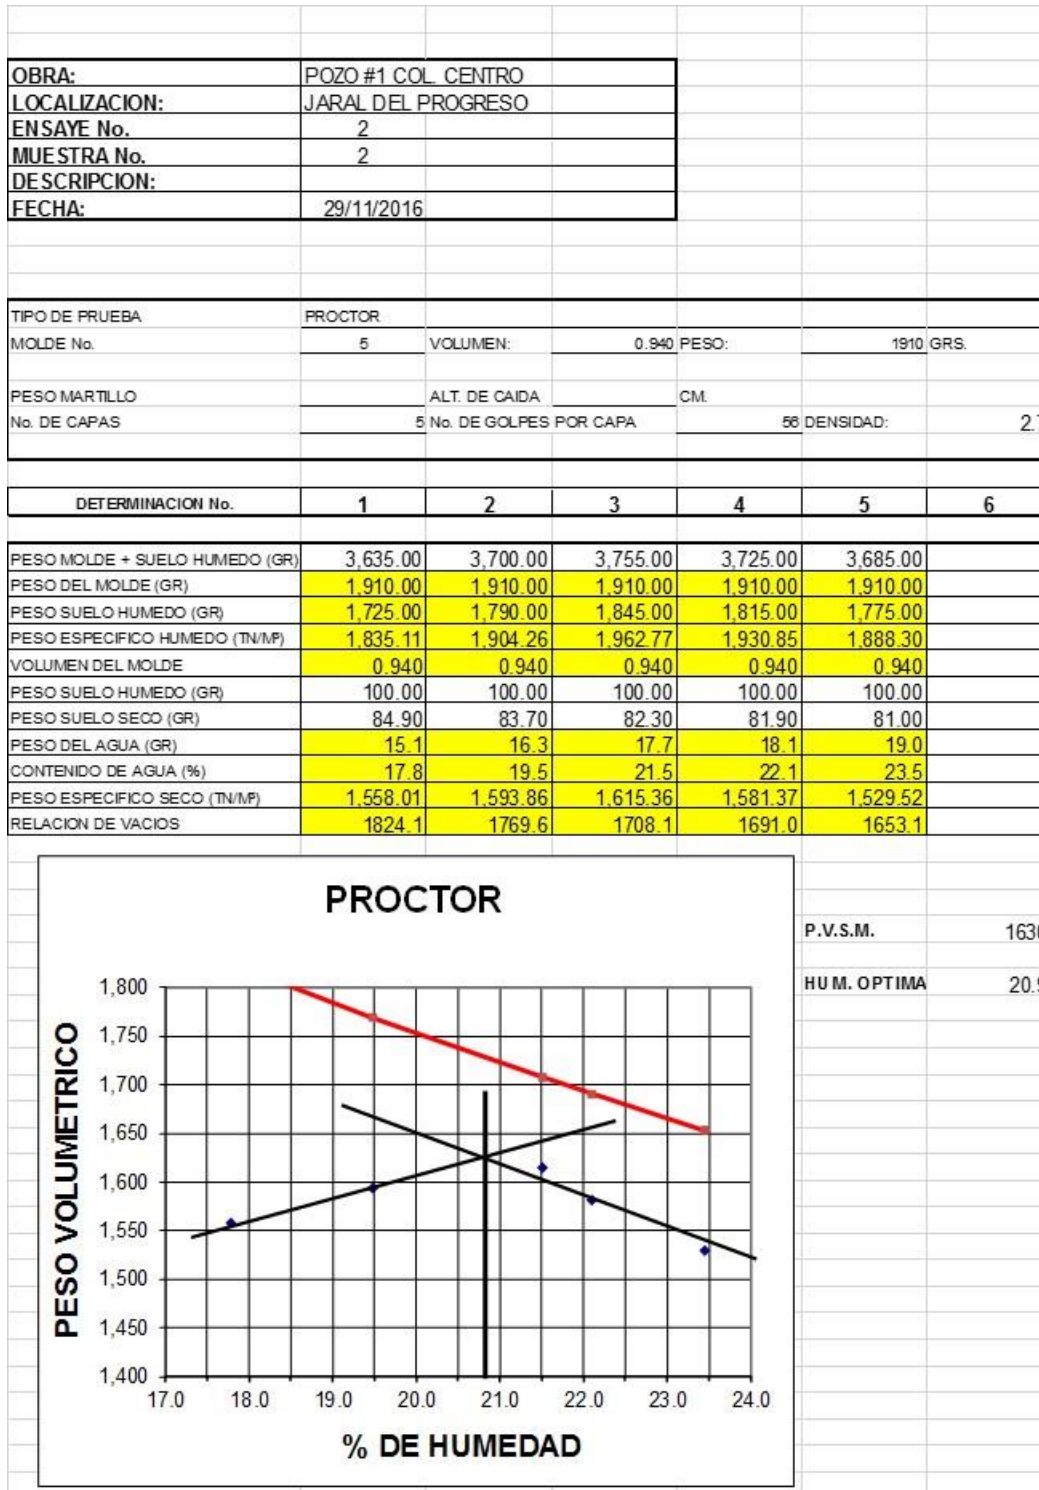 OBRA: POZO #1 COL. CENTRO
LOCALIZACION: JARAL DEL PROGRESO
ENSAYE No. 2
MUESTRA No. 2
DESCRIPCION:
FECHA: 29/11/2016
TIPO DE PRUEBA PROCTOR
MOLDE No. 5 VOLUMEN: 0.940 PESO: 1910 GRS.
PESO MARTILLO ALT. DE CAIDA CM.
No. DE CAPAS 5 No. DE GOLPES POR CAPA 56 DENSIDAD: 2.
DETERMINACION No. 1 2 3 4 5 6
PESO MOLDE + SUELO HUMEDO (GR) 3,635.00 3,700.00 3,755.00 3,725.00 3,685.00
PESO DEL MOLDE (GR) 1,910.00 1,910.00 1,910.00 1,910.00 1,910.00
PESO SUELO HUMEDO (GR) 1,725.00 1,790.00 1,845.00 1,815.00 1,775.00
PESO ESPECIFICO HUMEDO (TN/M³) 1,835.11 1,904.26 1,962.77 1,930.85 1,888.30
VOLUMEN DEL MOLDE 0.940 0.940 0.940 0.940 0.940
PESO SUELO HUMEDO (GR) 100.00 100.00 100.00 100.00 100.00
PESO SUELO SECO (GR) 84.90 83.70 82.30 81.90 81.00
PESO DEL AGUA (GR) 15.1 16.3 17.7 18.1 19.0
CONTENIDO DE AGUA (%) 17.8 19.5 21.5 22.1 23.5
PESO ESPECIFICO SECO (TN/M³) 1,558.01 1,593.86 1,615.36 1,581.37 1,529.52
RELACION DE VACIOS 1824.1 1769.6 1708.1 1691.0 1653.1
PROCTOR
P.V.S.M. 163
HUM. OPTIMA 20.
PESO VOLUMETRICO
1,800
1,750
1,700
1,650
1,600
1,550
1,500
1,450
1,400
17.0 18.0 19.0 20.0 21.0 22.0 23.0 24.0
% DE HUMEDAD